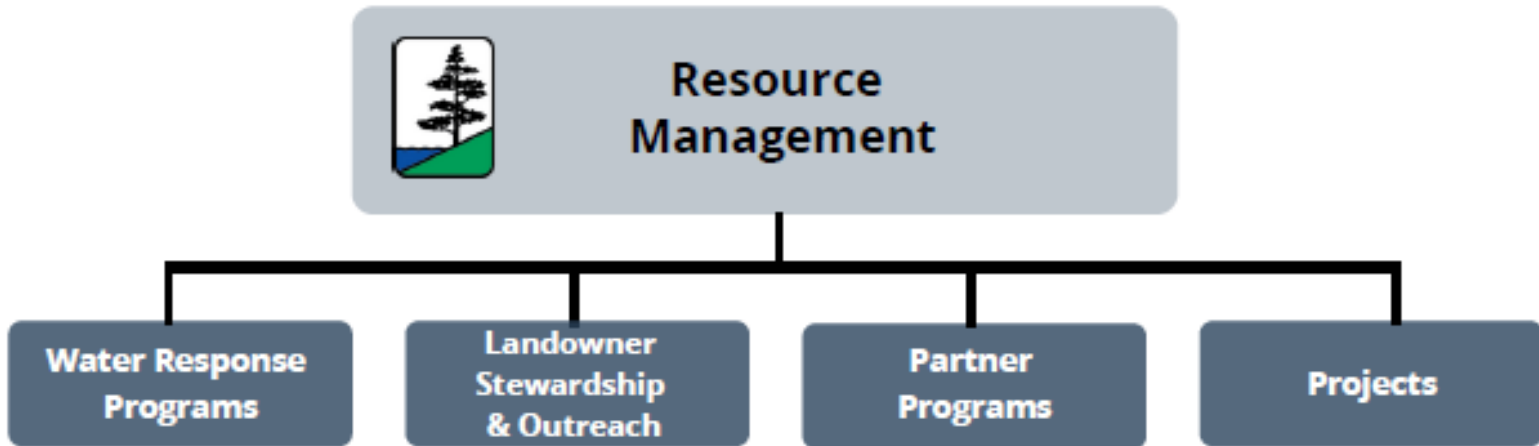 Resource
Management
Water Response
Programs
Landowner
Stewardship
& Outreach
Partner
Programs
Projects